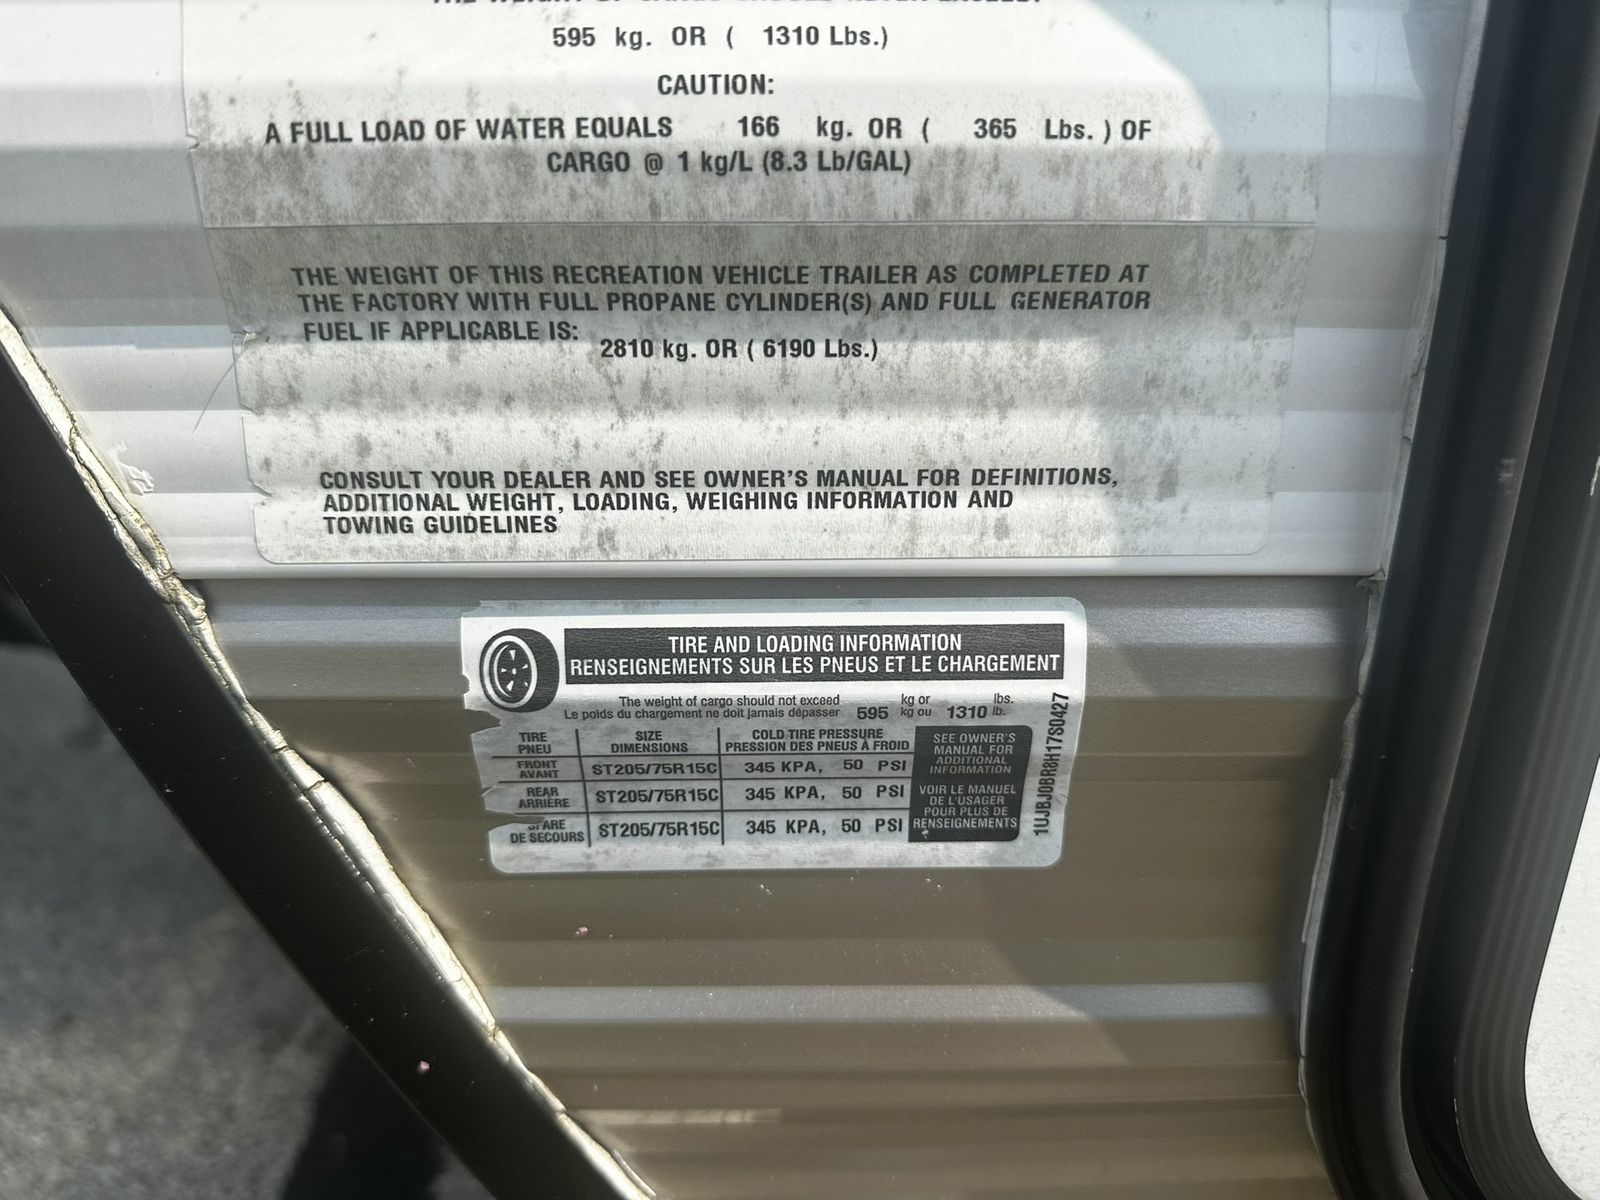 THE WEIGHT OF CARGO SHOULD NEVER EXCEED:
595 kg. OR ( 1310 Lbs.)
CAUTION:
A FULL LOAD OF WATER EQUALS 166 kg. OR ( 365 Lbs. ) OF
CARGO @ 1 kg/L (8.3 Lb/GAL)
THE WEIGHT OF THIS RECREATION VEHICLE TRAILER AS COMPLETED AT
THE FACTORY WITH FULL PROPANE CYLINDER(S) AND FULL GENERATOR
FUEL IF APPLICABLE IS:
2810 kg. OR ( 6190 Lbs.)
CONSULT YOUR DEALER AND SEE OWNER'S MANUAL FOR DEFINITIONS,
ADDITIONAL WEIGHT, LOADING, WEIGHING INFORMATION AND
TOWING GUIDELINES
TIRE AND LOADING INFORMATION
RENSEIGNEMENTS SUR LES PNEUS ET LE CHARGEMENT
The weight of cargo should not exceed kg or lbs.
Le poids du chargement ne doit jamais dépasser 595 kg ou 1310 lb.
TIRE SIZE COLD TIRE PRESSURE
PNEU DIMENSIONS PRESSION DES PNEUS À FROID
FRONT
AVANT ST205/75R15C 345 KPA, 50 PSI
REAR
ARRIÈRE ST205/75R15C 345 KPA, 50 PSI
SPARE
DE SECOURS ST205/75R15C 345 KPA, 50 PSI
SEE OWNER'S
MANUAL FOR
ADDITIONAL
INFORMATION
VOIR LE MANUEL
DE L'USAGER
POUR PLUS DE
RENSEIGNEMENTS
1UJBJ0BR8H17S0427